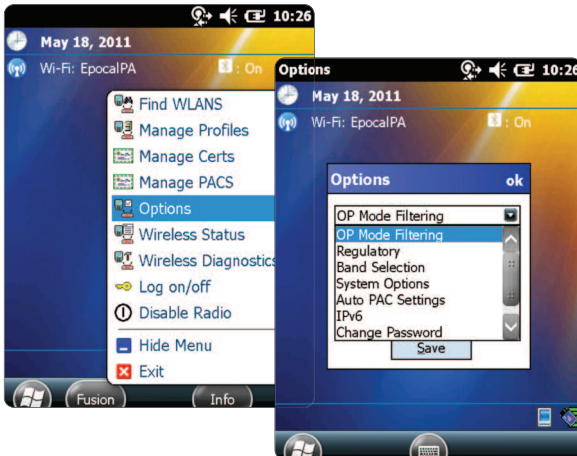 10:26
May 18, 2011
Wi-Fi: EpocalPA : On
Find WLANS
Manage Profiles
Manage Certs
Manage PACS
Options
Wireless Status
Wireless Diagnostics
Log on/off
Disable Radio
Hide Menu
Exit
Fusion
Info
Options 10:26
May 18, 2011
Wi-Fi: EpocalPA : On
Options ok
OP Mode Filtering
OP Mode Filtering
Regulatory
Band Selection
System Options
Auto PAC Settings
IPv6
Change Password
Save